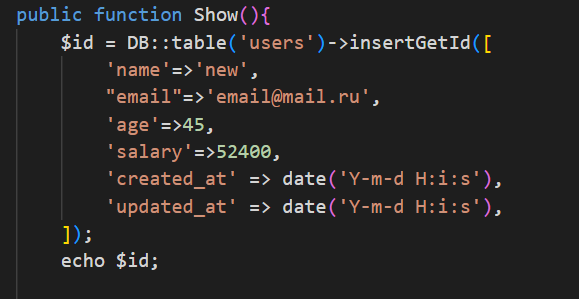 public function Show(){
$id = DB::table('users')->insertGetId([
'name'=>'new',
"email"=>'email@mail.ru',
'age'=>45,
'salary'=>52400,
'created_at' => date('Y-m-d H:i:s'),
'updated_at' => date('Y-m-d H:i:s'),
]);
echo $id;